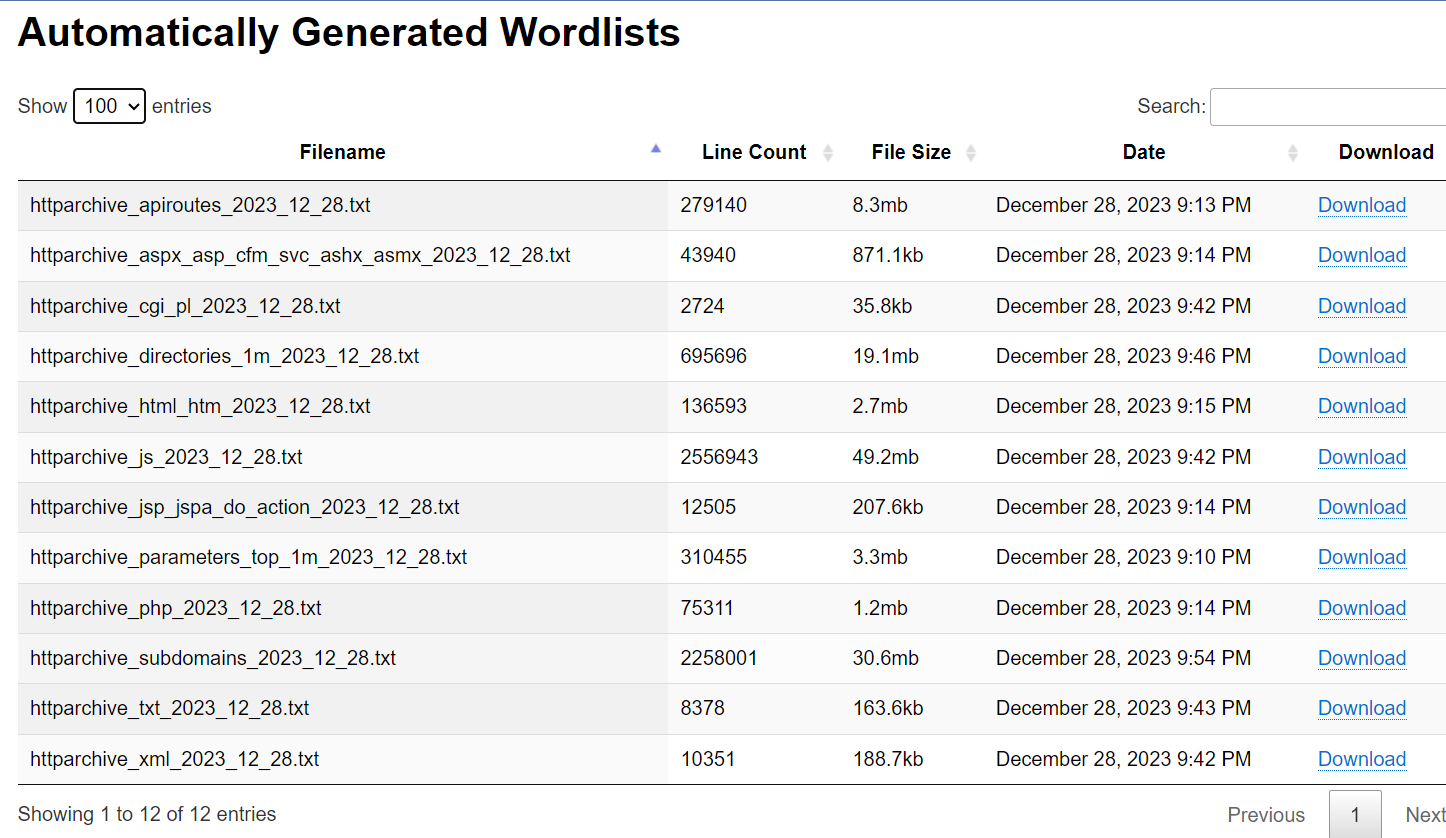 Automatically Generated Wordlists
Show 100 entries Search:
Filename Line Count File Size Date Download
httparchive_apiroutes_2023_12_28.txt 279140 8.3mb December 28, 2023 9:13 PM Download
httparchive_aspx_asp_cfm_svc_ashx_asmx_2023_12_28.txt 43940 871.1kb December 28, 2023 9:14 PM Download
httparchive_cgi_pl_2023_12_28.txt 2724 35.8kb December 28, 2023 9:42 PM Download
httparchive_directories_1m_2023_12_28.txt 695696 19.1mb December 28, 2023 9:46 PM Download
httparchive_html_htm_2023_12_28.txt 136593 2.7mb December 28, 2023 9:15 PM Download
httparchive_js_2023_12_28.txt 2556943 49.2mb December 28, 2023 9:42 PM Download
httparchive_jsp_jspa_do_action_2023_12_28.txt 12505 207.6kb December 28, 2023 9:14 PM Download
httparchive_parameters_top_1m_2023_12_28.txt 310455 3.3mb December 28, 2023 9:10 PM Download
httparchive_php_2023_12_28.txt 75311 1.2mb December 28, 2023 9:14 PM Download
httparchive_subdomains_2023_12_28.txt 2258001 30.6mb December 28, 2023 9:54 PM Download
httparchive_txt_2023_12_28.txt 8378 163.6kb December 28, 2023 9:43 PM Download
httparchive_xml_2023_12_28.txt 10351 188.7kb December 28, 2023 9:42 PM Download
Showing 1 to 12 of 12 entries Previous 1 Next